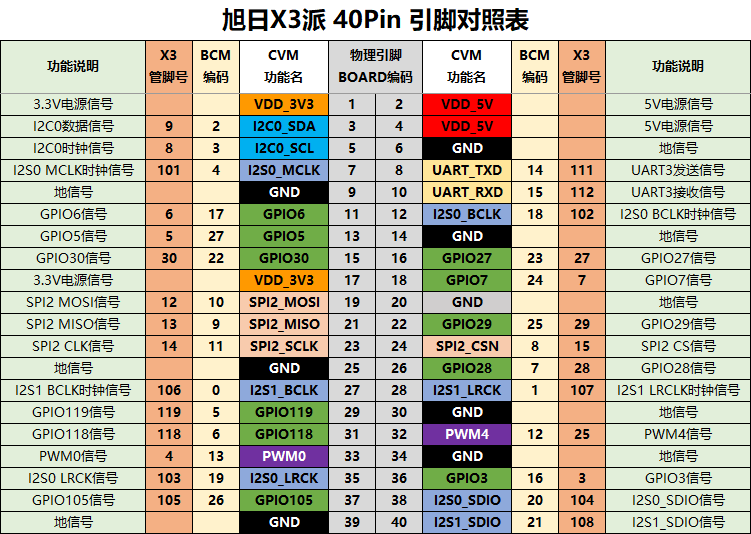 旭日X3派 40Pin 引脚对照表
功能说明 X3 管脚号 BCM 编码 CVM 功能名 物理引脚 BOARD编码 CVM 功能名 BCM 编码 X3 管脚号 功能说明
3.3V电源信号 VDD_3V3 1 2 VDD_5V 5V电源信号
I2C0数据信号 9 2 I2C0_SDA 3 4 VDD_5V 5V电源信号
I2C0时钟信号 8 3 I2C0_SCL 5 6 GND 地信号
I2S0 MCLK时钟信号 101 4 I2S0_MCLK 7 8 UART_TXD 14 111 UART3发送信号
地信号 GND 9 10 UART_RXD 15 112 UART3接收信号
GPIO6信号 6 17 GPIO6 11 12 I2S0_BCLK 18 102 I2S0 BCLK时钟信号
GPIO5信号 5 27 GPIO5 13 14 GND 地信号
GPIO30信号 30 22 GPIO30 15 16 GPIO27 23 27 GPIO27信号
3.3V电源信号 VDD_3V3 17 18 GPIO7 24 7 GPIO7信号
SPI2 MOSI信号 12 10 SPI2_MOSI 19 20 GND 地信号
SPI2 MISO信号 13 9 SPI2_MISO 21 22 GPIO29 25 29 GPIO29信号
SPI2 CLK信号 14 11 SPI2_SCLK 23 24 SPI2_CSN 8 15 SPI2 CS信号
地信号 GND 25 26 GPIO28 7 28 GPIO28信号
I2S1 BCLK时钟信号 106 0 I2S1_BCLK 27 28 I2S1_LRCK 1 107 I2S1 LRCLK时钟信号
GPIO119信号 119 5 GPIO119 29 30 GND 地信号
GPIO118信号 118 6 GPIO118 31 32 PWM4 12 25 PWM4信号
PWM0信号 4 13 PWM0 33 34 GND 地信号
I2S0 LRCK信号 103 19 I2S0_LRCK 35 36 GPIO3 16 3 GPIO3信号
GPIO105信号 105 26 GPIO105 37 38 I2S0_SDIO 20 104 I2S0_SDIO信号
地信号 GND 39 40 I2S1_SDIO 21 108 I2S1_SDIO信号